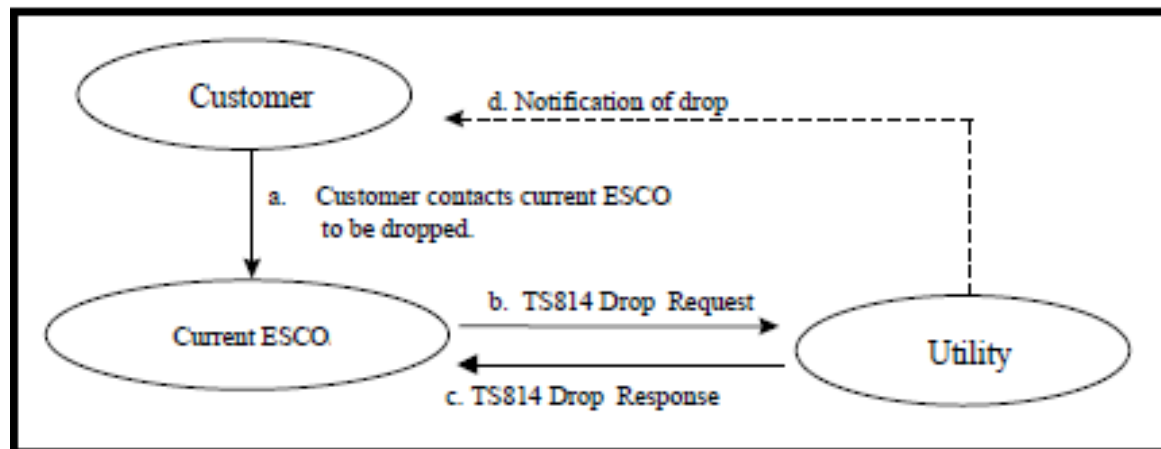 Customer
d. Notification of drop
a. Customer contacts current ESCO
to be dropped.
b. TS814 Drop Request
Current ESCO.
Utility
c. TS814 Drop Response